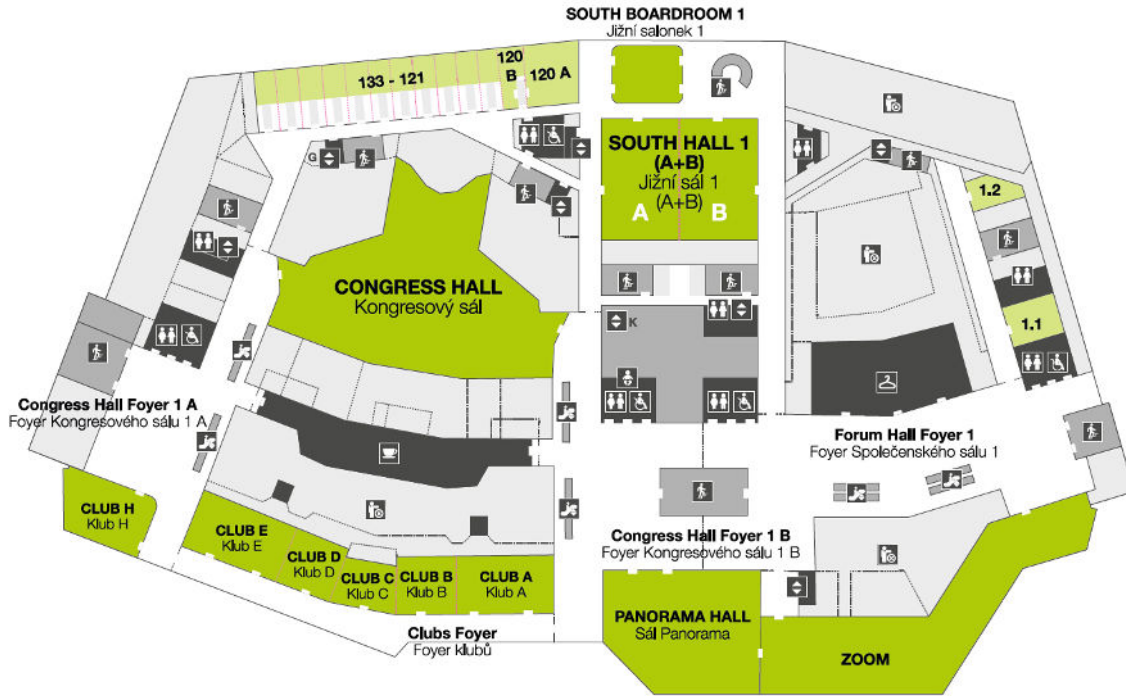 SOUTH BOARDROOM 1
Jižní salonek 1
133 - 121
120
B
120 A
G
SOUTH HALL 1
(A+B)
Jižní sál 1
(A+B)
A
B
1.2
CONGRESS HALL
Kongresový sál
K
1.1
Congress Hall Foyer 1 A
Foyer Kongresového sálu 1 A
Forum Hall Foyer 1
Foyer Společenského sálu 1
CLUB H
Klub H
CLUB E
Klub E
CLUB D
Klub D
CLUB C
Klub C
CLUB B
Klub B
CLUB A
Klub A
Congress Hall Foyer 1 B
Foyer Kongresového sálu 1 B
PANORAMA HALL
Sál Panorama
Clubs Foyer
Foyer klubů
ZOOM